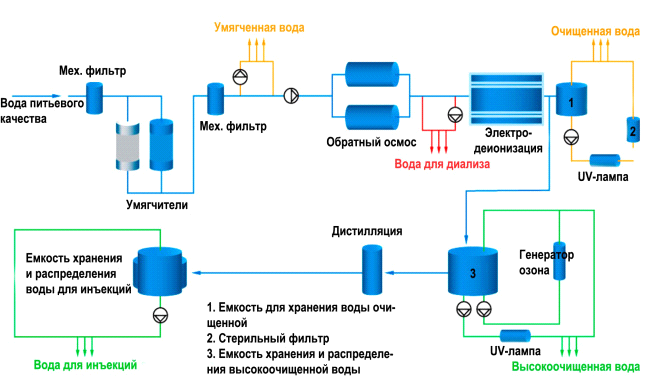 Умягченная вода
Очищенная вода
Мех. фильтр
Вода питьевого
качества
Мех. фильтр
Обратный осмос
Электро-
деионизация
1
2
Вода для диализа
UV-лампа
Умягчители
Дистилляция
Емкость хранения
и распределения
воды для инъекций
3
Генератор
озона
1. Емкость для хранения воды очи-
щенной
2. Стерильный фильтр
3. Емкость хранения и распределе-
ния высокоочищенной воды
UV-лампа
Вода для инъекций
Высокоочищенная вода